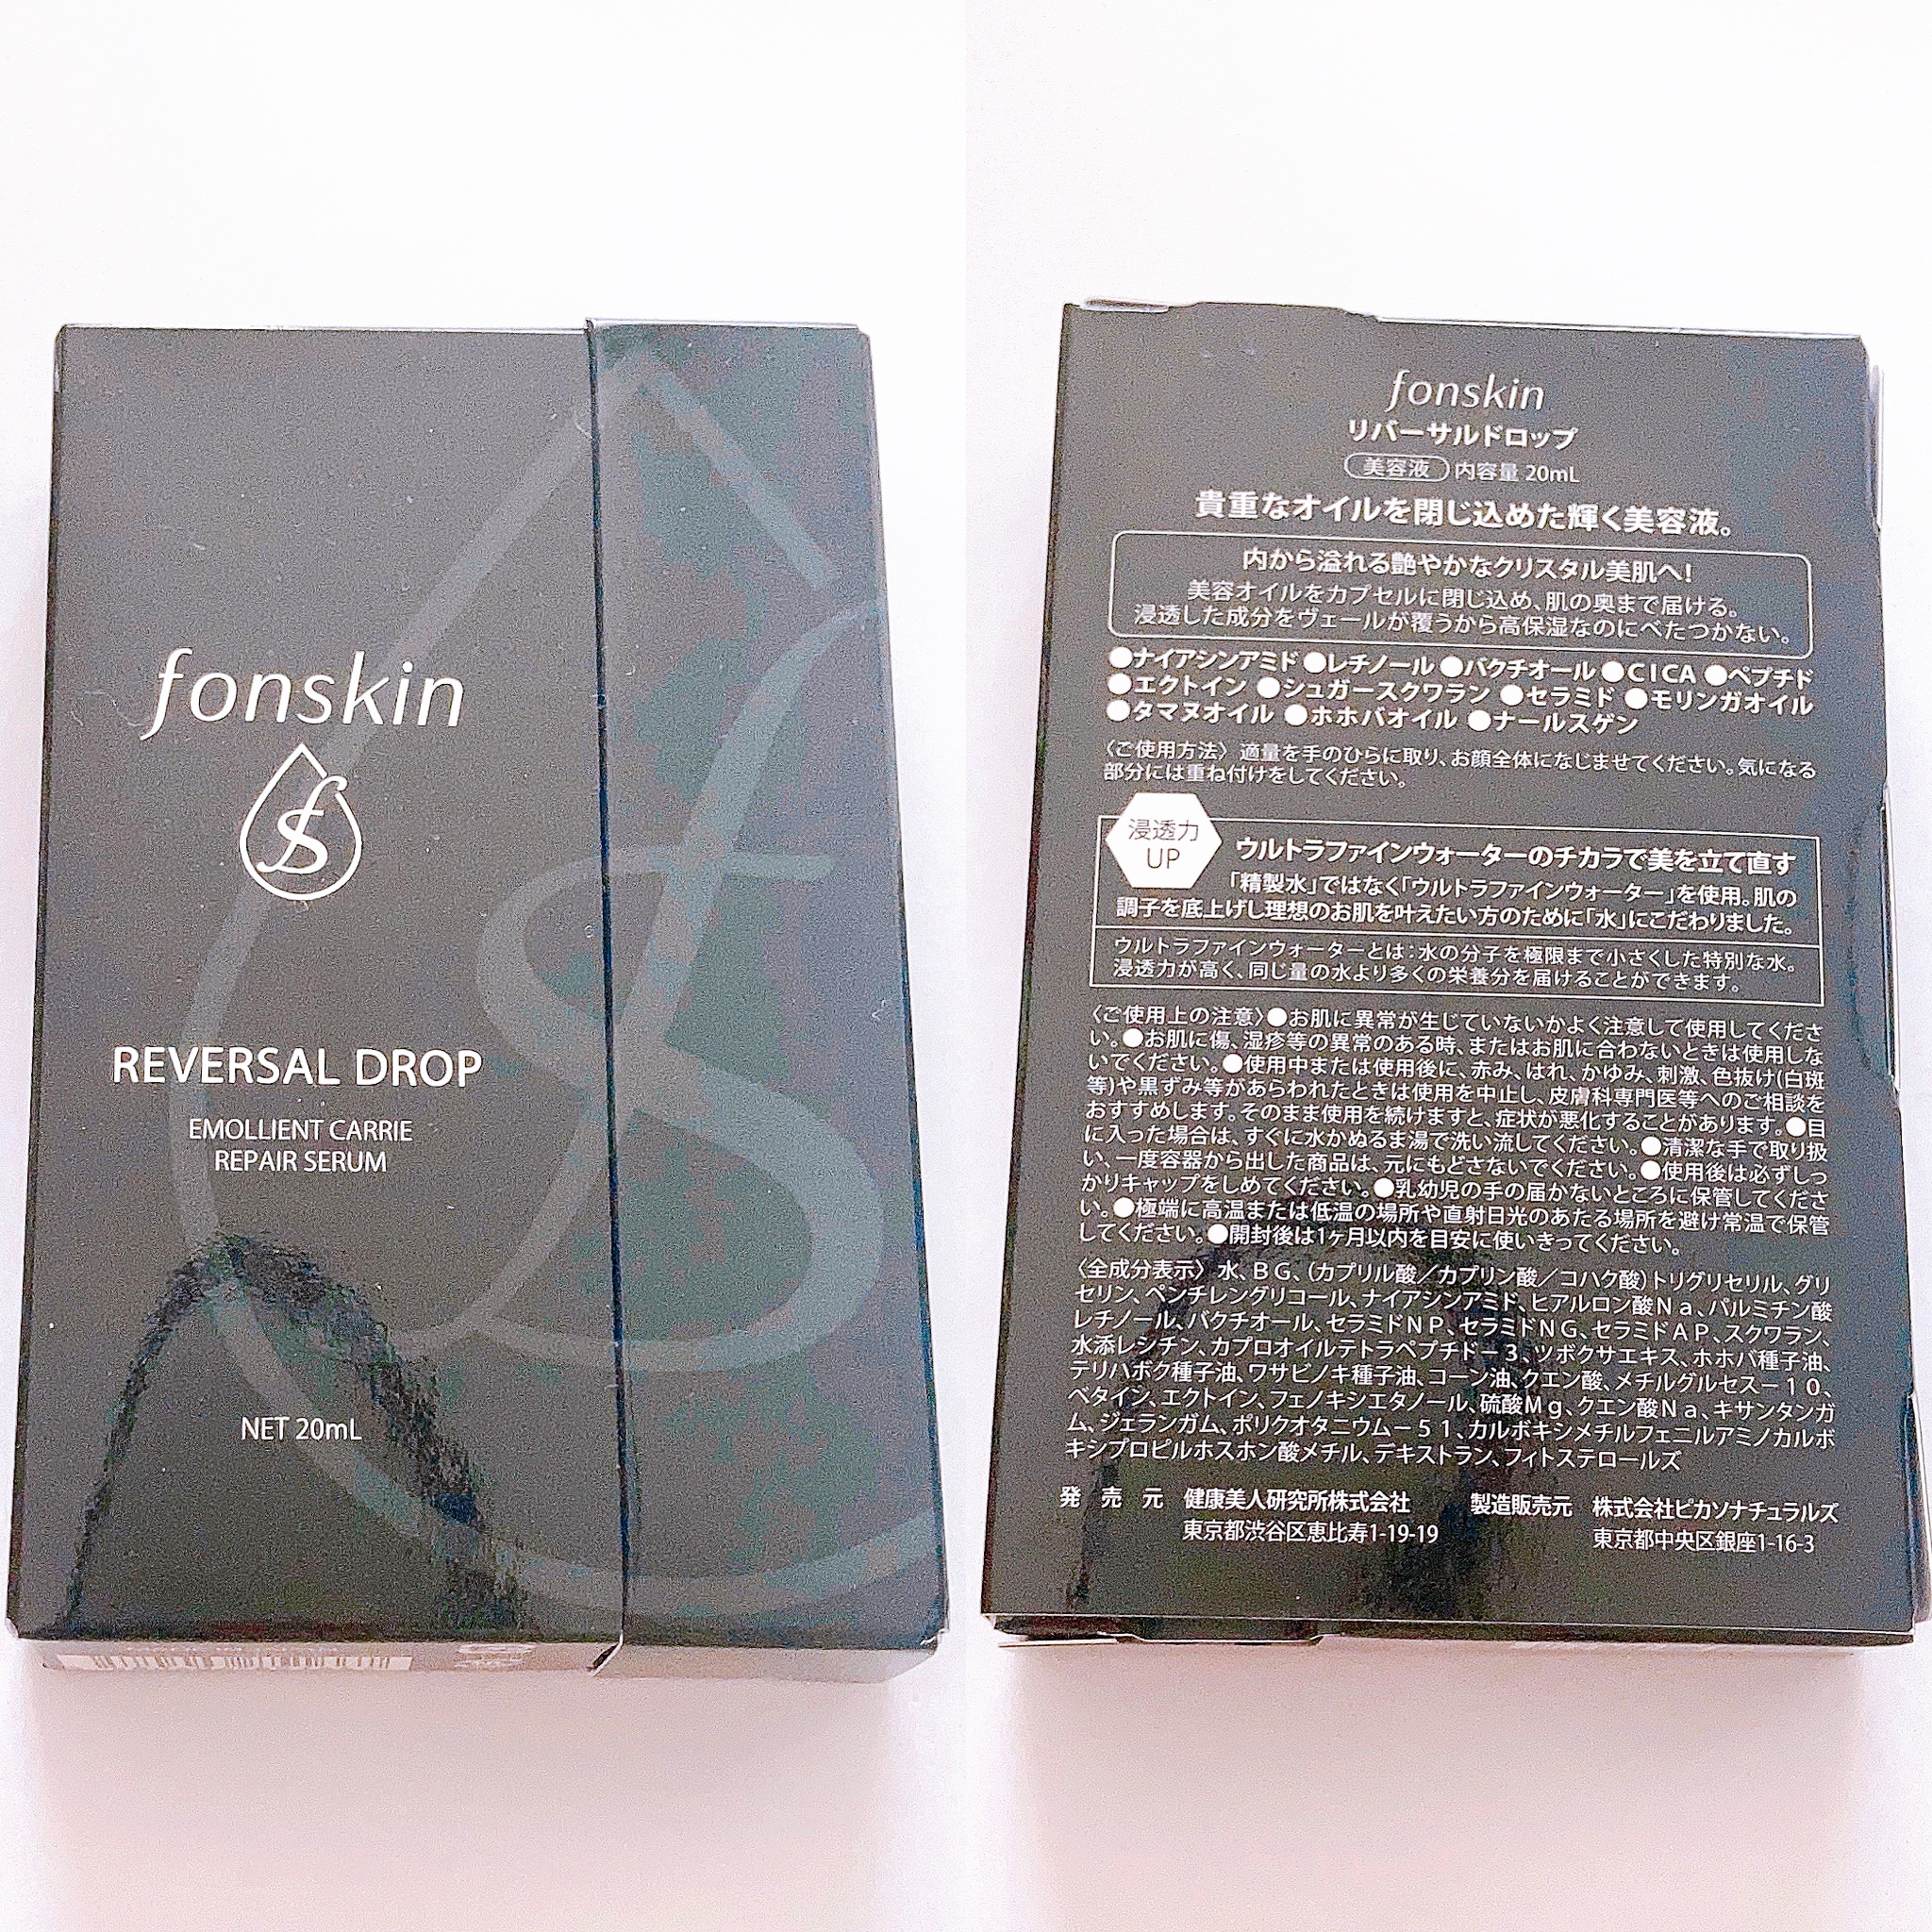 fonskin
fS
REVERSAL DROP
EMOLLIENT CARRIE
REPAIR SERUM
NET 20mL
fonskin
リバーサルドロップ
美容液 内容量 20mL
貴重なオイルを閉じ込めた輝く美容液。
内から溢れる艶やかなクリスタル美肌へ!
美容オイルをカプセルに閉じ込め、肌の奥まで届ける。
浸透した成分をヴェールが覆うから高保湿なのにべたつかない。
●ナイアシンアミド ●レチノール ●バクチオール ●CICA ●ペプチド
●エクトイン ●シュガースクワラン ●セラミド ●モリンガオイル
●タマヌオイル ●ホホバオイル ●ナールスゲン
〈ご使用方法〉 適量を手のひらに取り、お顔全体になじませてください。気になる
部分には重ね付けをしてください。
浸透力
UP
ウルトラファインウォーターのチカラで美を立て直す
「精製水」ではなく「ウルトラファインウォーター」を使用。肌の
調子を底上げし理想のお肌を叶えたい方のために「水」にこだわりました。
ウルトラファインウォーターとは:水の分子を極限まで小さくした特別な水。
浸透力が高く、同じ量の水より多くの栄養分を届けることができます。
〈ご使用上の注意〉●お肌に異常が生じていないかよく注意して使用してくださ
い。●お肌に傷、湿疹等の異常のある時、またはお肌に合わないときは使用しな
いでください。●使用中または使用後に、赤み、はれ、かゆみ、刺激、色抜け(白斑
等)や黒ずみ等があらわれたときは使用を中止し、皮膚科専門医等へのご相談を
おすすめします。そのまま使用を続けますと、症状が悪化することがあります。●目
に入った場合は、すぐに水かぬるま湯で洗い流してください。●清潔な手で取り扱
い、一度容器から出した商品は、元にもどさないでください。●使用後は必ずしっ
かりキャップをしめてください。●乳幼児の手の届かないところに保管してくださ
い。●極端に高温または低温の場所や直射日光のあたる場所を避け常温で保管
してください。●開封後は1ヶ月以内を目安に使いきってください。
〈全成分表示〉 水、BG、(カプリル酸/カプリン酸/コハク酸)トリグリセリル、グリ
セリン、ペンチレングリコール、ナイアシンアミド、ヒアルロン酸Na、パルミチン酸
レチノール、バクチオール、セラミドNP、セラミドNG、セラミドAP、スクワラン、
水添レシチン、カプロオイルテトラペプチド-3、ツボクサエキス、ホホバ種子油、
テリハボク種子油、ワサビノキ種子油、コーン油、クエン酸、メチルグルセス-10、
ベタイン、エクトイン、フェノキシエタノール、硫酸Mg、クエン酸Na、キサンタンガ
ム、ジェランガム、ポリクオタニウム-51、カルボキシメチルフェニルアミノカルボ
キシプロピルホスホン酸メチル、デキストラン、フィトステロールズ
発 売 元 健康美人研究所株式会社 製造販売元 株式会社ピカソナチュラルズ
東京都渋谷区恵比寿1-19-19 東京都中央区銀座1-16-3